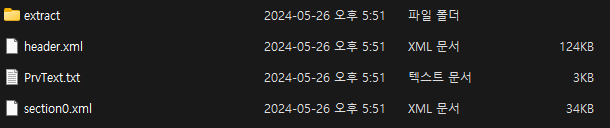 extract 2024-05-26 오후 5:51 파일 폴더
header.xml 2024-05-26 오후 5:51 XML 문서 124KB
PrvText.txt 2024-05-26 오후 5:51 텍스트 문서 3KB
section0.xml 2024-05-26 오후 5:51 XML 문서 34KB